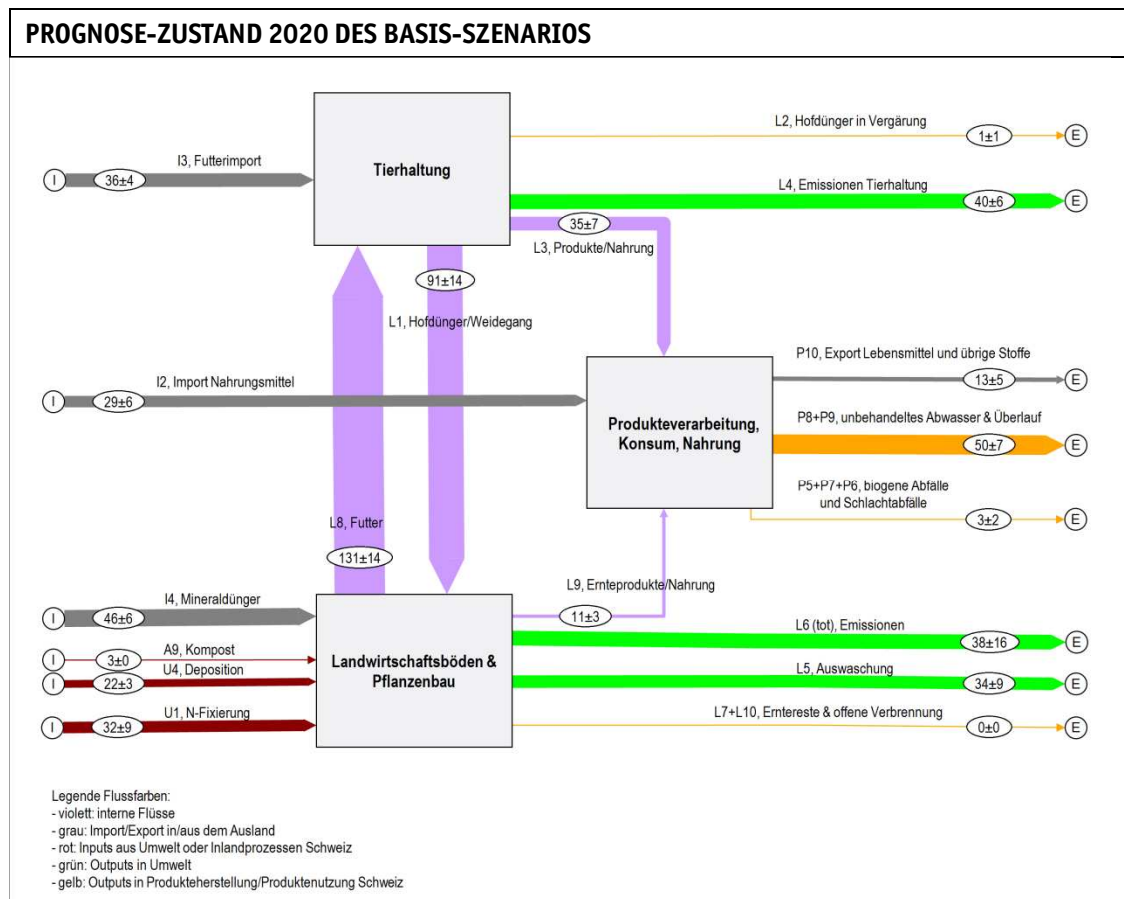 PROGNOSE-ZUSTAND 2020 DES BASIS-SZENARIOS
L2, Hofdünger in Vergärung
1±1
E
I3, Futterimport
I
36±4
Tierhaltung
L4, Emissionen Tierhaltung
40±6
E
35±7
L3, Produkte/Nahrung
91±14
L1, Hofdünger/Weidegang
P10, Export Lebensmittel und übrige Stoffe
13±5
E
I2, Import Nahrungsmittel
I
29±6
Produkteverarbeitung,
Konsum, Nahrung
P8+P9, unbehandeltes Abwasser & Überlauf
50±7
E
P5+P7+P6, biogene Abfälle
und Schlachtabfälle
3±2
E
L8, Futter
131±14
L9, Ernteprodukte/Nahrung
11±3
I4, Mineraldünger
I
46±6
A9, Kompost
I
3±0
U4, Deposition
I
22±3
U1, N-Fixierung
I
32±9
Landwirtschaftsböden &
Pflanzenbau
L6 (tot), Emissionen
38±16
E
L5, Auswaschung
34±9
E
L7+L10, Erntereste & offene Verbrennung
0±0
E
Legende Flussfarben:
- violett: interne Flüsse
- grau: Import/Export in/aus dem Ausland
- rot: Inputs aus Umwelt oder Inlandprozessen Schweiz
- grün: Outputs in Umwelt
- gelb: Outputs in Produkteherstellung/Produktenutzung Schweiz